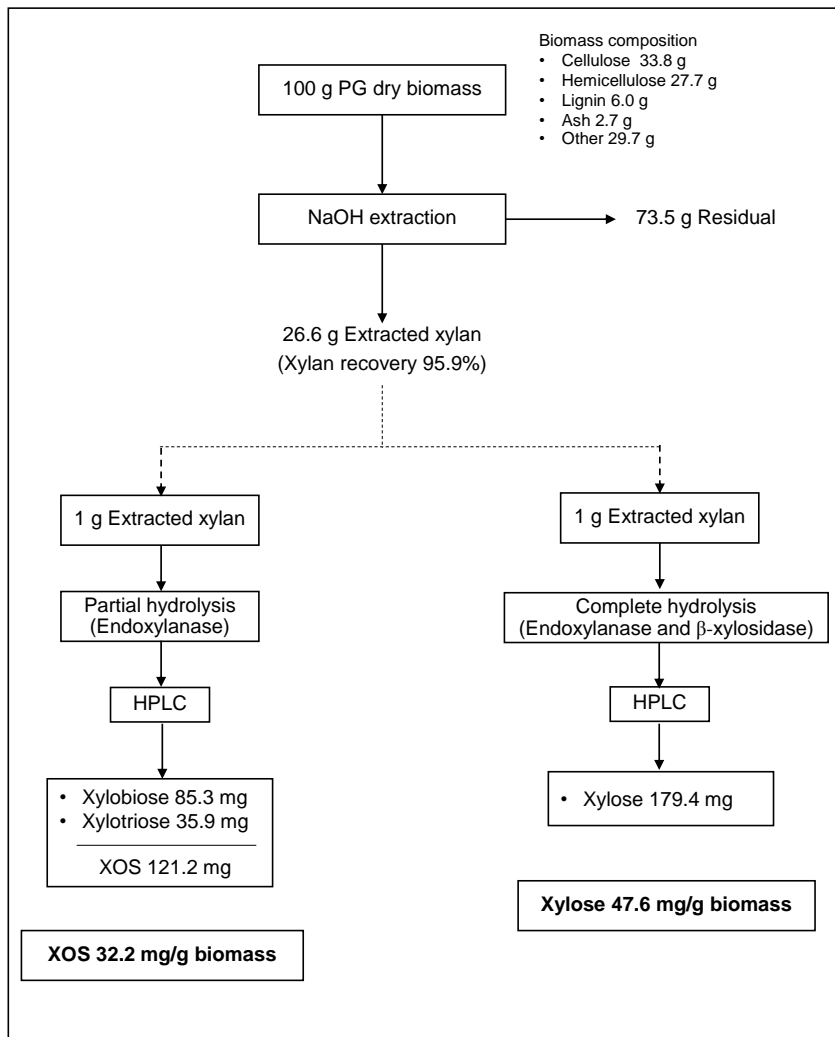 Biomass composition
• Cellulose 33.8 g
• Hemicellulose 27.7 g
• Lignin 6.0 g
• Ash 2.7 g
• Other 29.7 g
100 g PG dry biomass
NaOH extraction
73.5 g Residual
26.6 g Extracted xylan
(Xylan recovery 95.9%)
1 g Extracted xylan
Partial hydrolysis
(Endoxylanase)
HPLC
• Xylobiose 85.3 mg
• Xylotriose 35.9 mg
XOS 121.2 mg
XOS 32.2 mg/g biomass
1 g Extracted xylan
Complete hydrolysis
(Endoxylanase and β-xylosidase)
HPLC
• Xylose 179.4 mg
Xylose 47.6 mg/g biomass